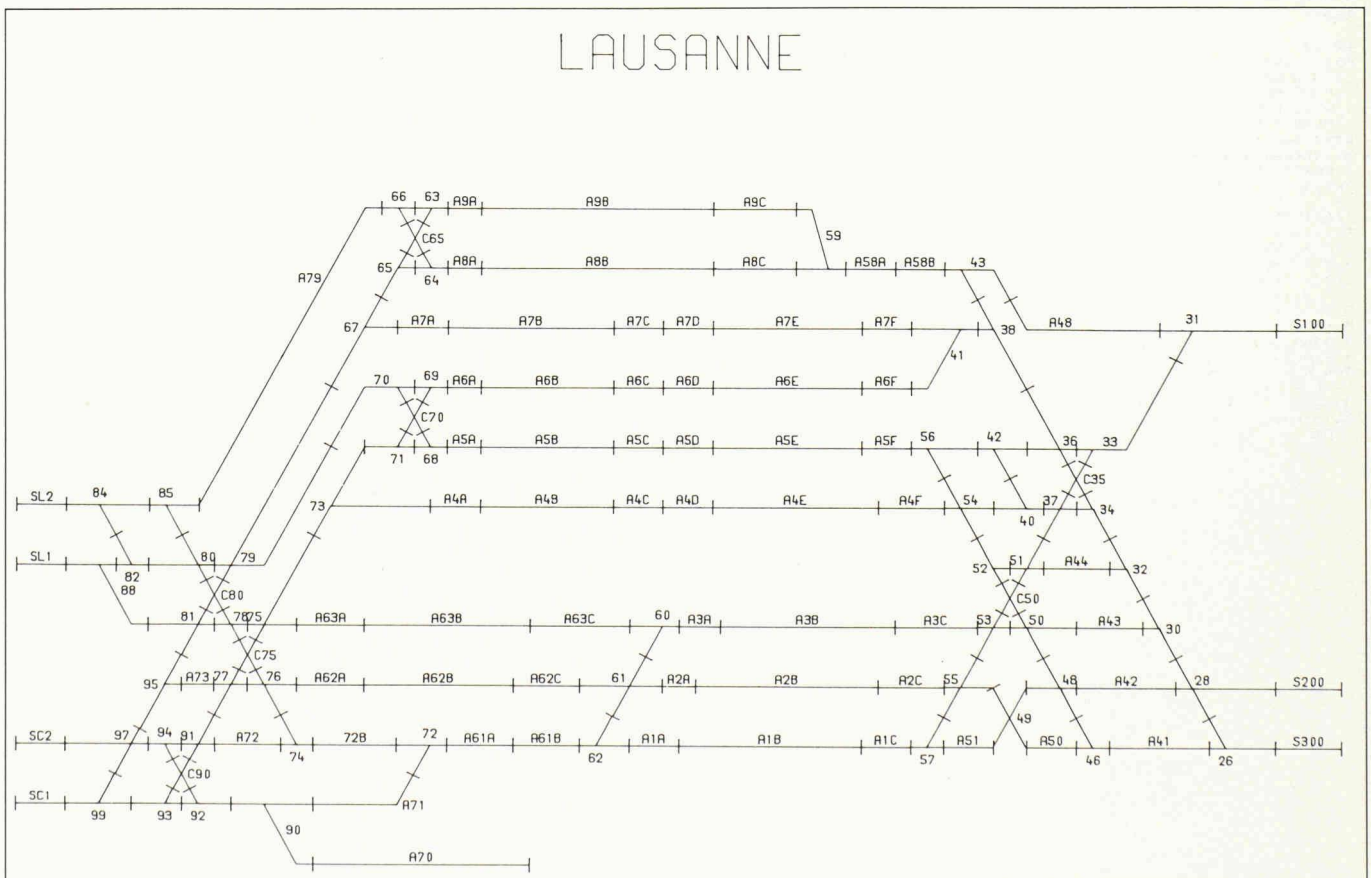 LAUSANNE
66 63 A9A A9B A9C
C65 59
65 64 A8A A8B A8C A58A A58B 43
A79
67 A7A A7B A7C A7D A7E A7F 38 A48 31 S100
41
70 69 A6A A6B A6C A6D A6E A6F
C70
71 68 A5A A5B A5C A5D A5E A5F 56 42 36 33
C35
SL2 84 85 73 A4A A4B A4C A4D A4E A4F 54 40 37 34
SL1 82 80 79 52 51 A44 32
88 C80 C50
81 78 75 A63A A63B A63C 60 A3A A3B A3C 53 50 A43 30
C75
95 A73 77 76 A62A A62B A62C 61 A2A A2B A2C 55 48 A42 28 S200
49
SC2 97 94 91 A72 74 72B 72 A61A A61B 62 A1A A1B A1C 57 A51 A50 46 A41 26 S300
C90
SC1 99 93 92 A71
90
A70